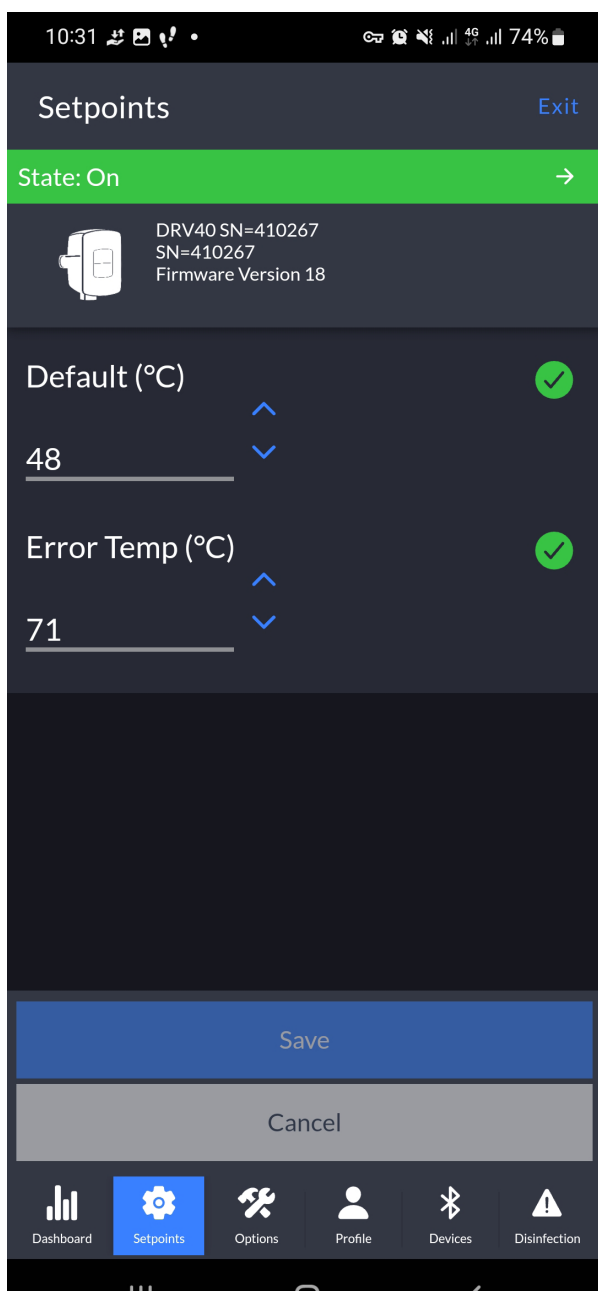 10:31
4G
74%
Setpoints
Exit
State: On
DRV40 SN=410267
SN=410267
Firmware Version 18
Default (°C)
48
Error Temp (°C)
71
Save
Cancel
Dashboard
Setpoints
Options
Profile
Devices
Disinfection